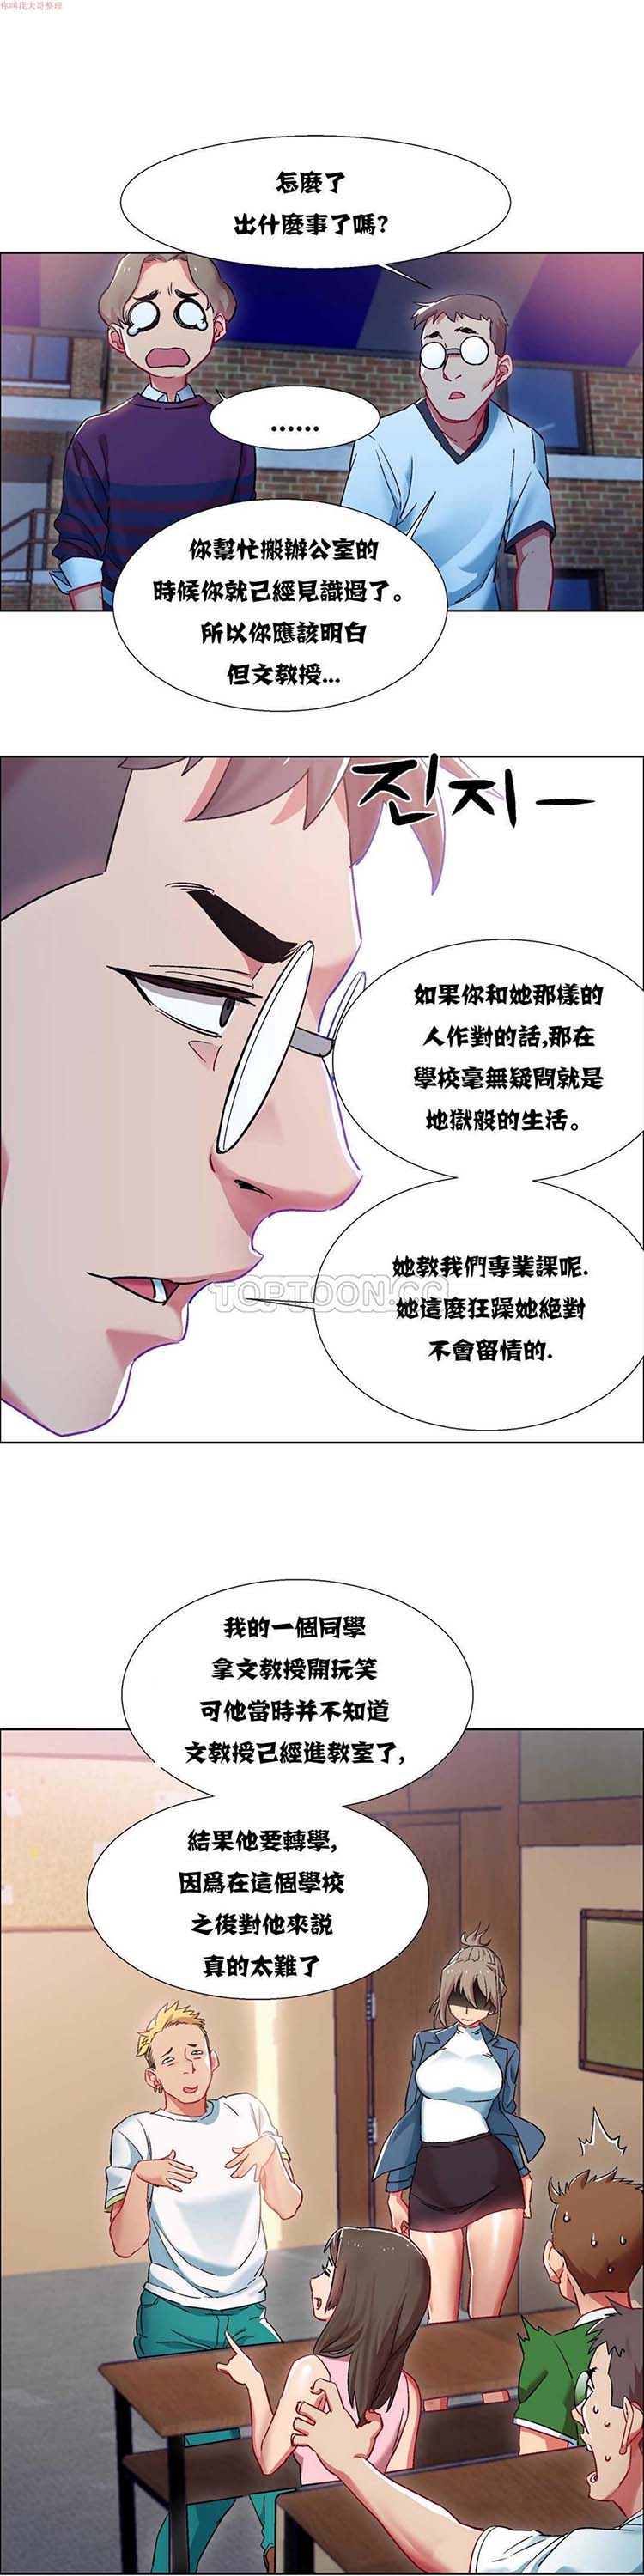 你叫我大哥整理
怎麼了
出什麼事了嗎?
......
你幫忙搬辦公室的
時候你就已經見識過了。
所以你應該明白
但文教授...
진지—
如果你和她那樣的
人作對的話,那在
學校毫無疑問就是
地獄般的生活。
她教我們專業課呢.
她這麼狂躁她絕對
不會留情的.
TOPTOON.CC
我的一個同學
拿文教授開玩笑
可他當時并不知道
文教授已經進教室了,
結果他要轉學,
因爲在這個學校
之後對他來説
真的太難了